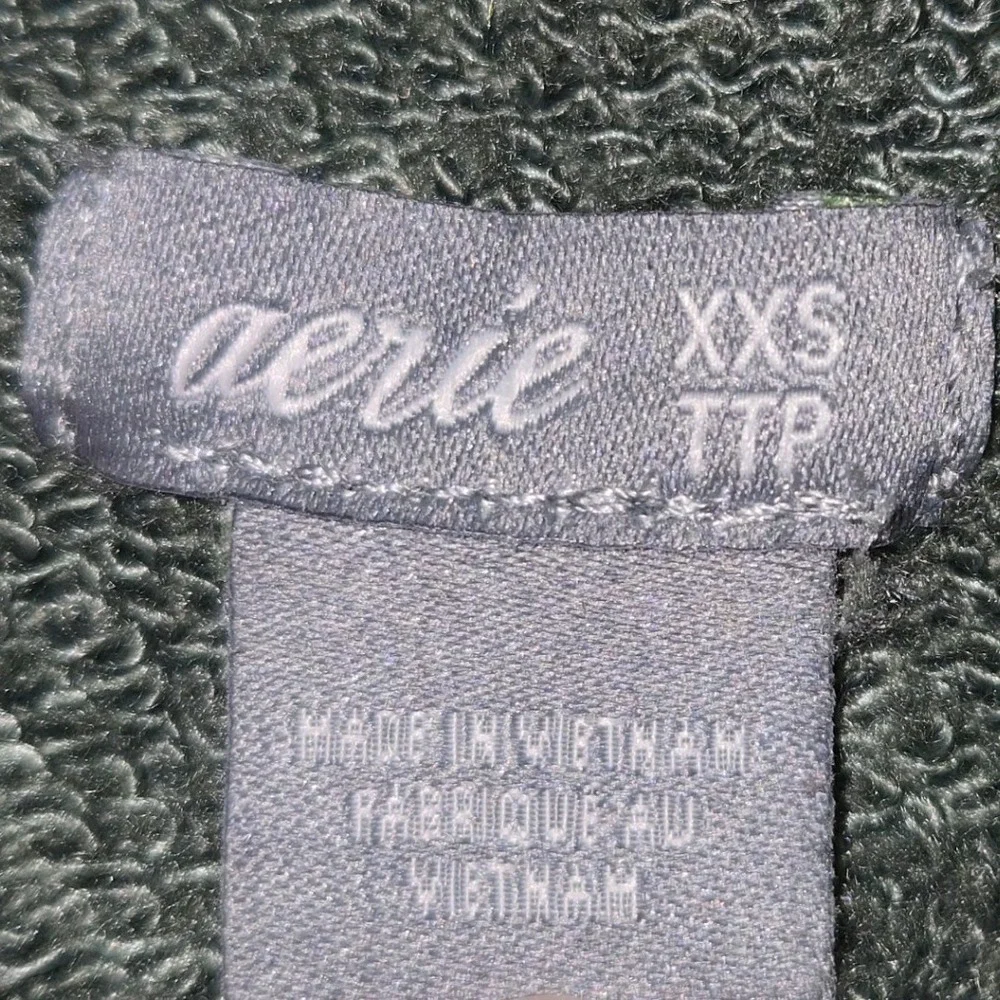 aerie
XXS
TTP
MADE IN VIETNAM
FABRIQUE AU
VIETNAM